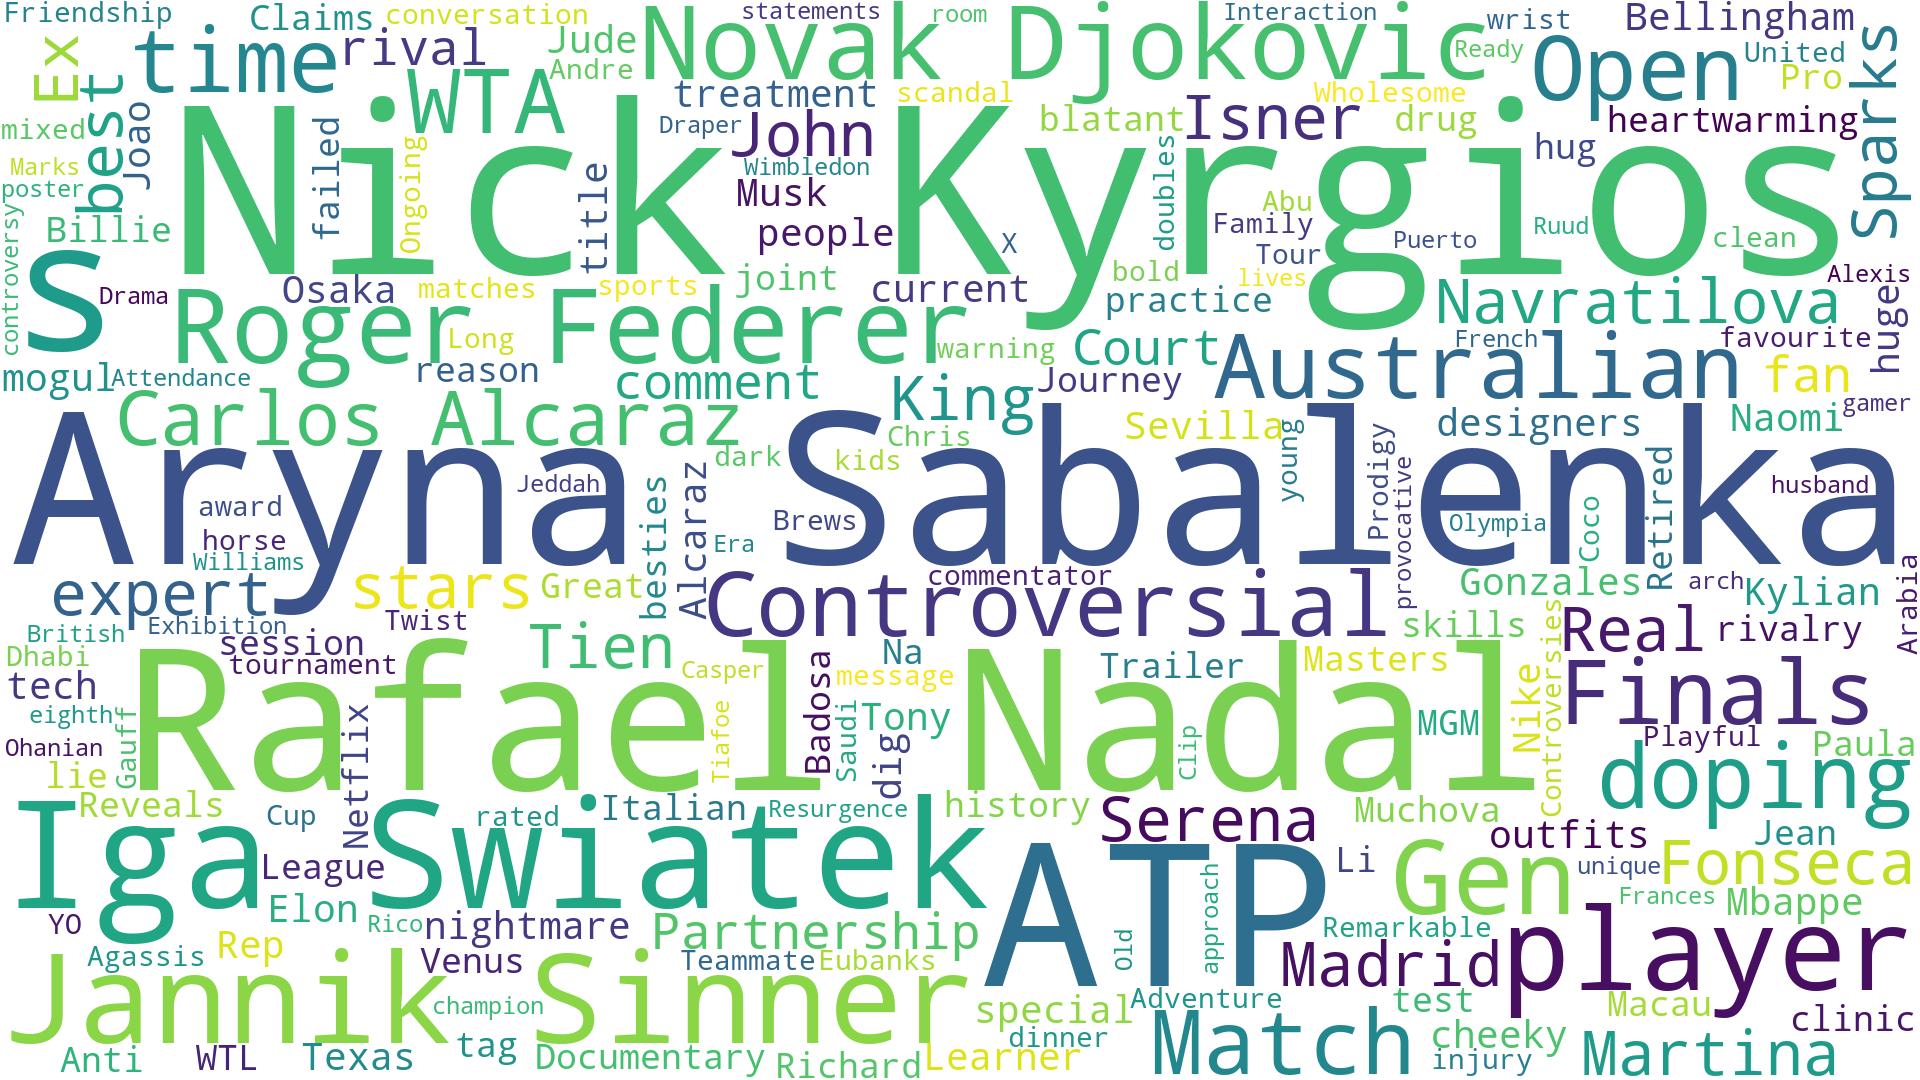 Friendship
Claims
conversation
Novak Djokovic
statements
room
Interaction
wrist
Bellingham
Ex
time
rival
Jude
Andre
Ready
Open
United
Pro
Sparks
best
WTA
treatment
scandal
Wholesome
mixed
Joao
failed
Draper
John
blatant
Isner
drug
heartwarming
Nick Kyrgios
Marks
poster
Ongoing
title
Wimbledon
Musk
doubles
hug
Billie
people
X
Abu
Family
Tour
Puerto
Ruud
clean
controversy
S
Drama
Osaka
matches
sports
joint
current
bold
lives
practice
Alexis
Roger Federer
Navratilova
huge
Long
warning
Court
Australian
French
favourite
mogul
Attendance
reason
comment
King
Journey
fan
Carlos Alcaraz
Chris
Sevilla
designers
Naomi
gamer
Aryna Sabalenka
dark
kids
young
Prodigy
provocative
Retired
award
Jeddah
besties
Alcaraz
Brews
Olympia
Coco
husband
horse
Era
Williams
expert
stars
Great
Controversial
commentator
Gonzales
arch
Kylian
Arabia
British
Exhibition
Twist
session
Tien
skills
Controversies
Real
rivalry
Dhabi
tournament
Casper
Badosa
Na
message
Trailer
Masters
Nike
Finals
tech
Rafael Nadal
eighth
Gauff
Netflix
Tiafoe
Saudi
Tony
dig
Clip
MGM
Playful
Paula
Ohanian
lie
doping
Reveals
Cup
rated
Italian
Resurgence
history
Serena
Muchova
outfits
Jean
Iga Swiatek
League
ATP
Li
Gen
unique
Fonseca
Elon
approach
Frances
Mbappe
YO
Rico
nightmare
Partnership
Old
Remarkable
player
Agassis
Rep
Venus
Teammate
Eubanks
Madrid
Jannik Sinner
champion
special
Adventure
test
Macau
clinic
dinner
Match
cheeky
Anti
WTL
Texas
tag
Documentary
Richard
Learner
injury
Martina